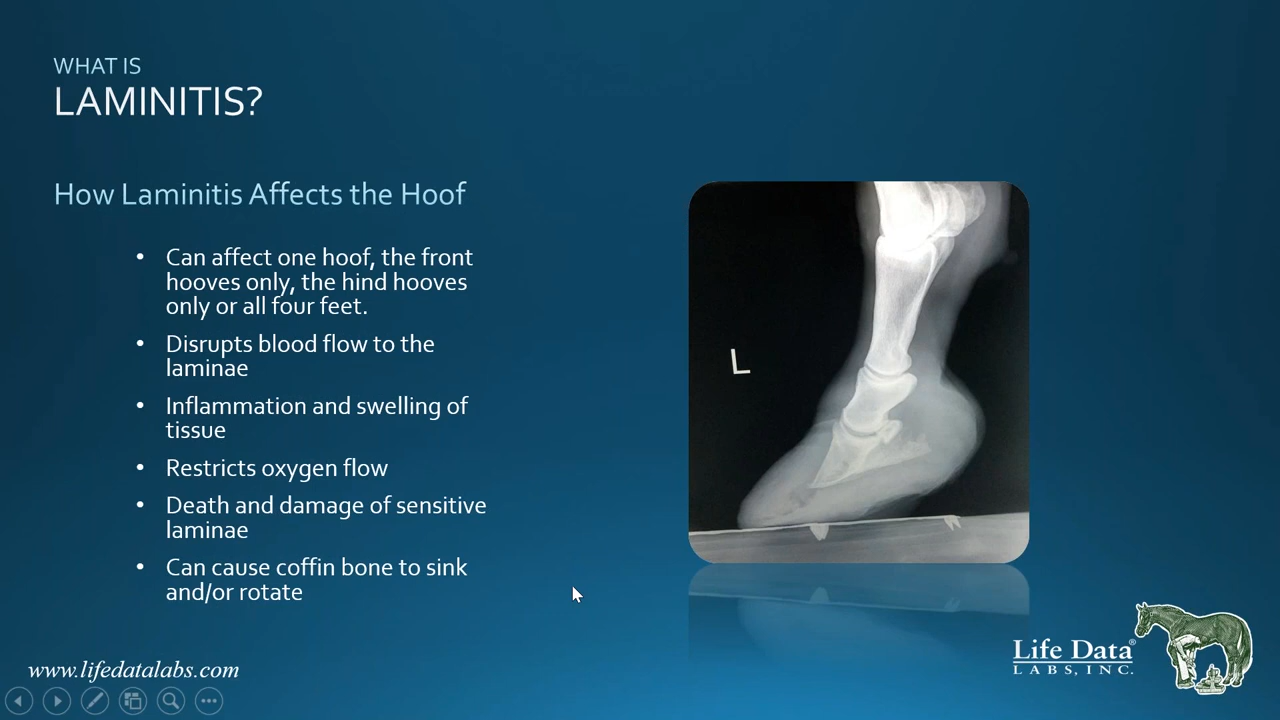 WHAT IS
LAMINITIS?
How Laminitis Affects the Hoof
• Can affect one hoof, the front
hooves only, the hind hooves
only or all four feet.
• Disrupts blood flow to the
laminae
• Inflammation and swelling of
tissue
• Restricts oxygen flow
• Death and damage of sensitive
laminae
• Can cause coffin bone to sink
and/or rotate
L
www.lifedatalabs.com
Life Data®
LABS, INC.